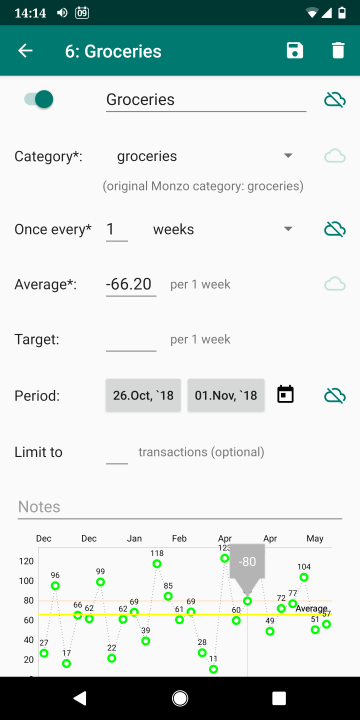 14:14 09
6: Groceries
Groceries
Category*: groceries
(original Monzo category: groceries)
Once every* 1 weeks
Average*: -66.20 per 1 week
Target: per 1 week
Period: 26.Oct, `18 01.Nov, `18
Limit to transactions (optional)
Notes
Dec Dec Jan Feb Apr Apr May
120 118 123 -80 104
100 96 99
80 85 72 77 Average
60 66 62 62 69 61 69 60 51 57
40 39 49
20 27 17 22 28 11